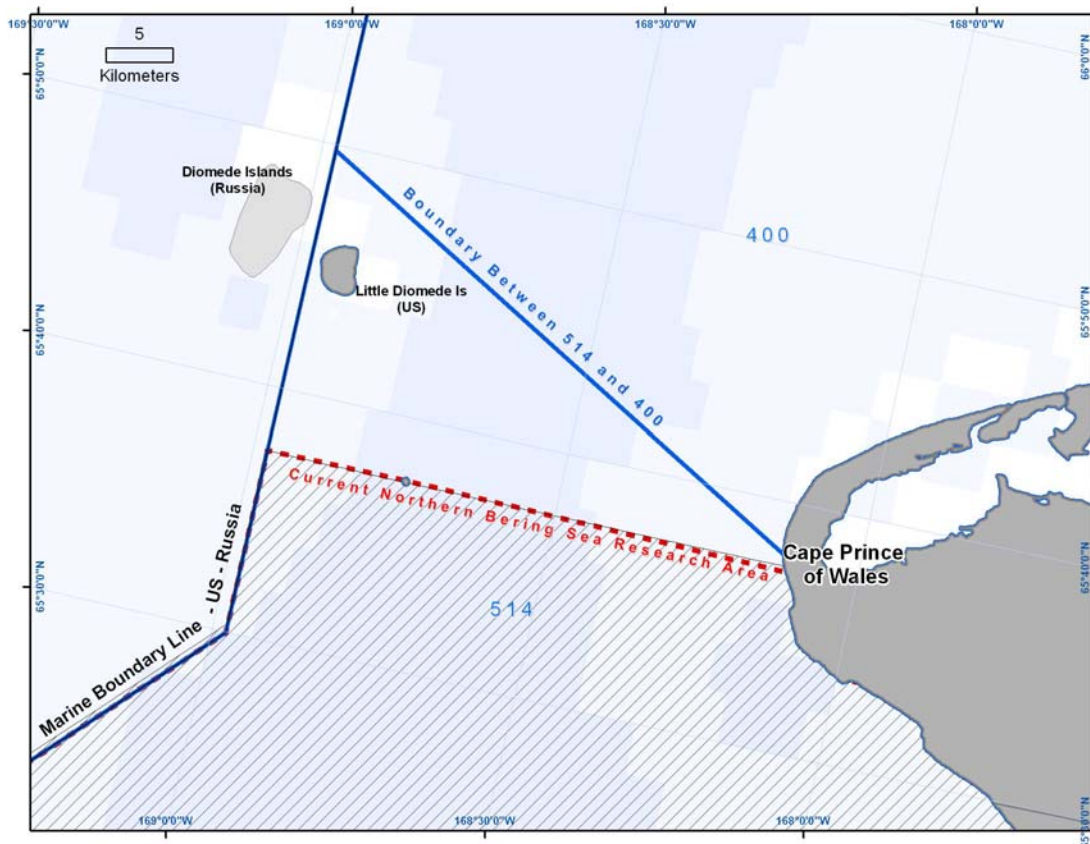 169°30'0"W
169°0'0"W
168°30'0"W
168°0'0"W
5
Kilometers
65°50'0"N
66°0'0"N
Diomede Islands
(Russia)
Boundary Between 514 and 400
400
Little Diomede Is
(US)
65°40'0"N
65°50'0"N
Current Northern Bering Sea Research Area
Cape Prince
of Wales
65°40'0"N
514
65°30'0"N
Marine Boundary Line - US - Russia
169°0'0"W
168°30'0"W
168°0'0"W
65°30'0"N